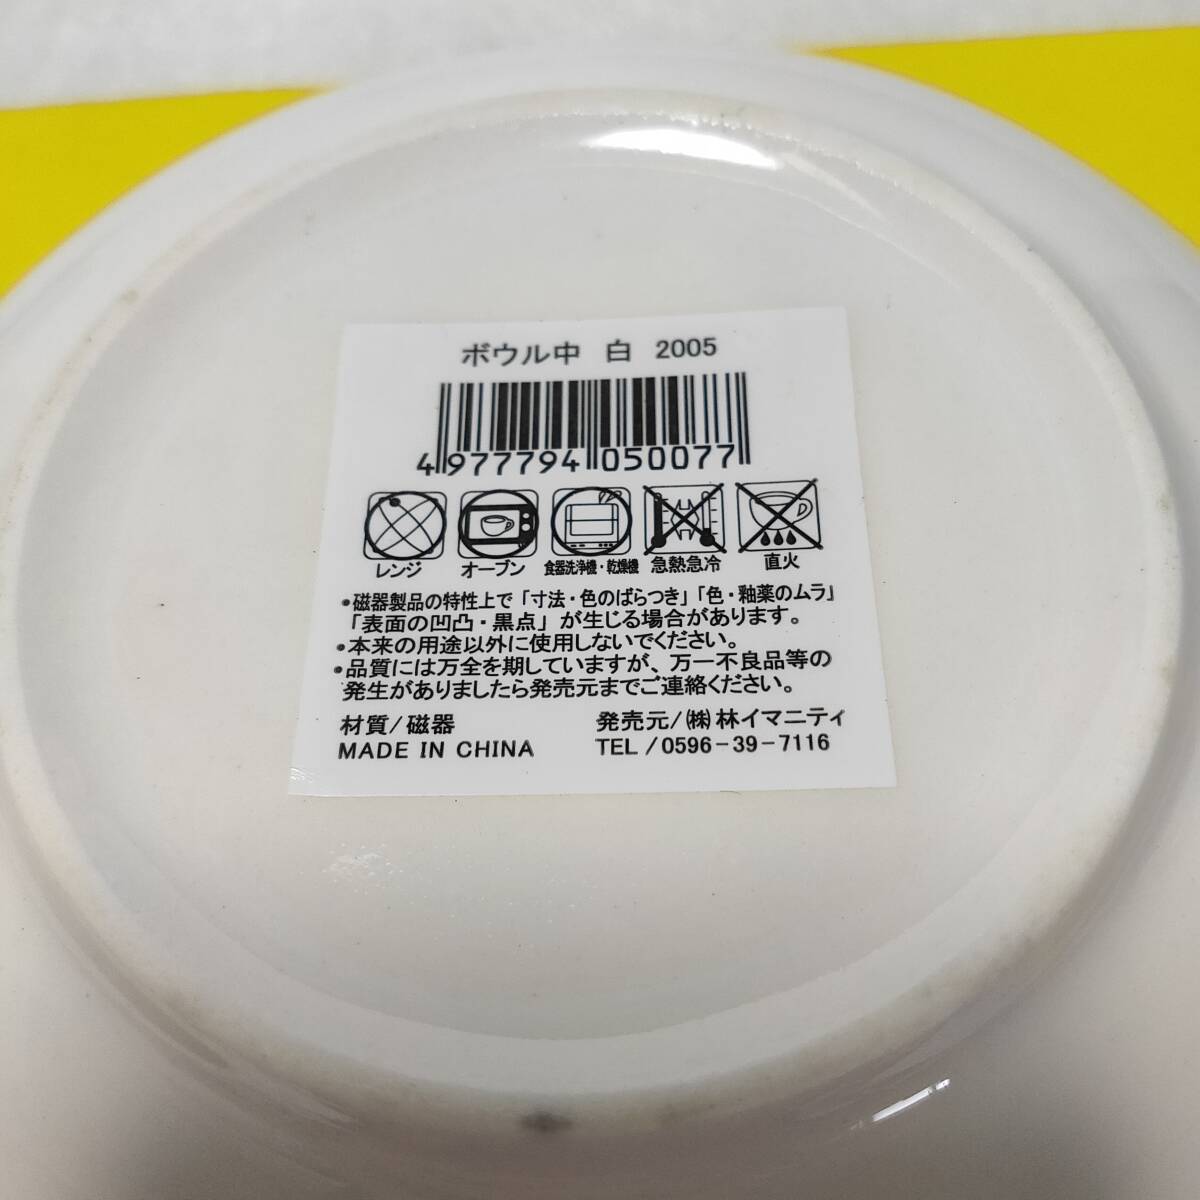 ボウル中 白 2005
4 977794 050077
レンジ オーブン 食器洗浄機・乾燥機 急熱急冷 直火
•磁器製品の特性上で「寸法・色のばらつき」「色・釉薬のムラ」
「表面の凹凸・黒点」が生じる場合があります。
•本来の用途以外に使用しないでください。
•品質には万全を期していますが、万一不良品等の
発生がありましたら発売元までご連絡ください。
材質/磁器 発売元/㈱林イマニティ
MADE IN CHINA TEL/0596-39-7116